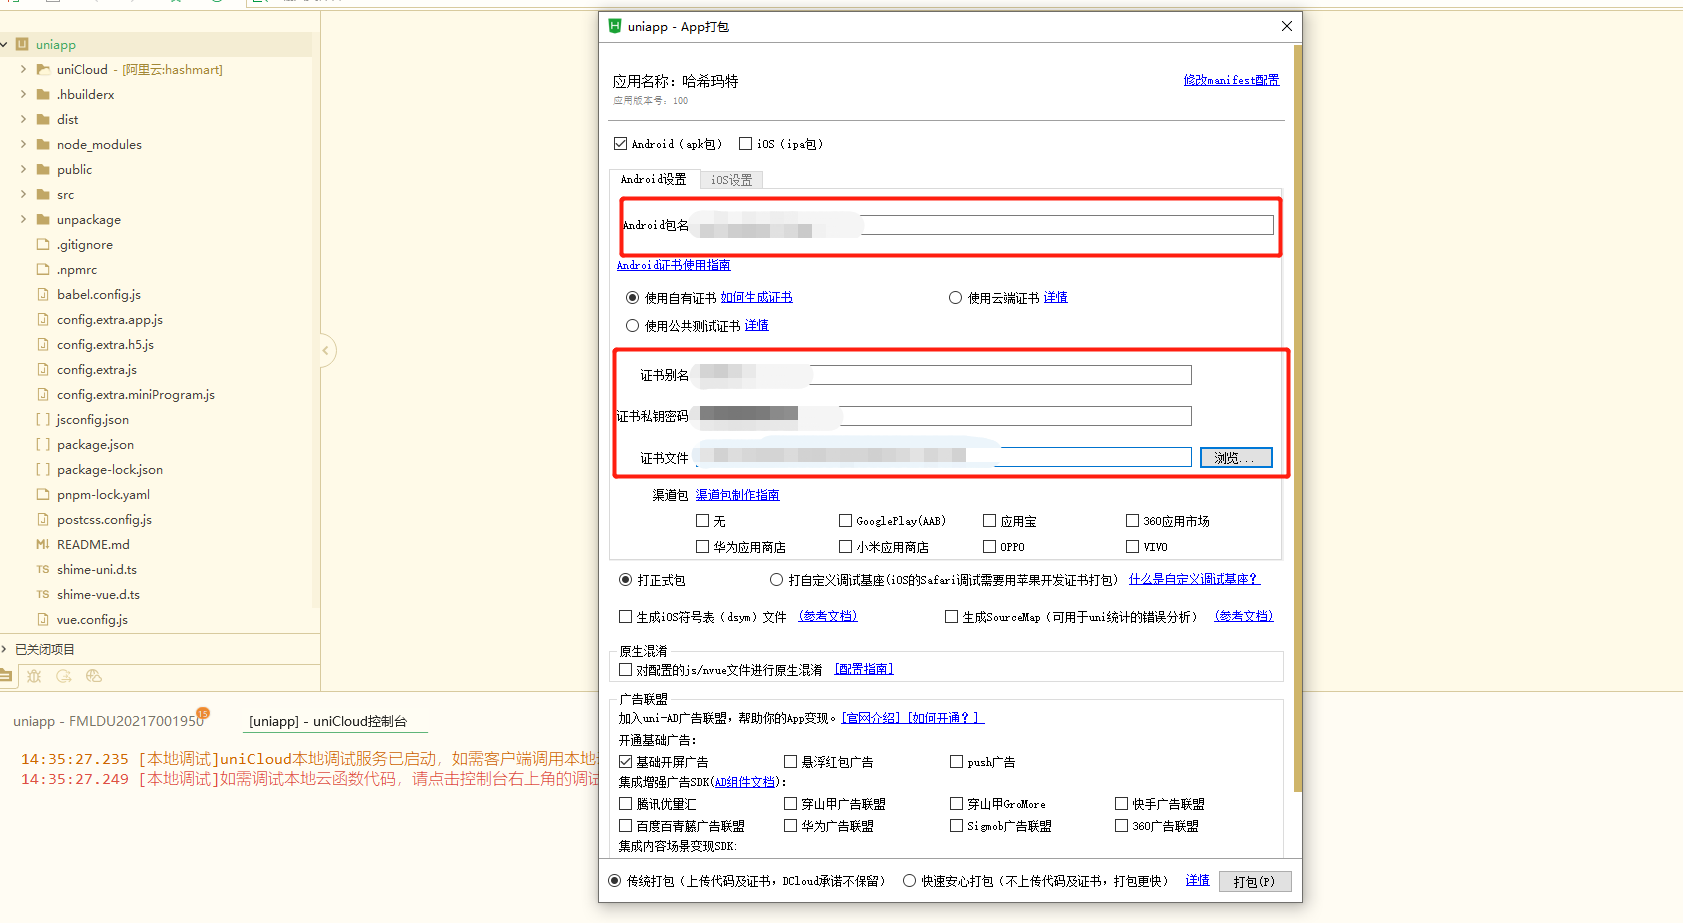 uniapp
uniCloud - [阿里云:hashmart]
.hbuilderx
dist
node_modules
public
src
unpackage
.gitignore
.npmrc
babel.config.js
config.extra.app.js
config.extra.h5.js
config.extra.js
config.extra.miniProgram.js
jsconfig.json
package.json
package-lock.json
pnpm-lock.yaml
postcss.config.js
README.md
shime-uni.d.ts
shime-vue.d.ts
vue.config.js
已关闭项目
uniapp - FMLDU20217001950 15
[uniapp] - uniCloud控制台
14:35:27.235 [本地调试]uniCloud本地调试服务已启动，如需客户端调用本地
14:35:27.249 [本地调试]如需调试本地云函数代码，请点击控制台右上角的调试
uniapp - App打包
应用名称：哈希玛特
修改manifest配置
应用版本号：100
Android（apk包） iOS（ipa包）
Android设置 iOS设置
Android包名
Android证书使用指南
使用自有证书 如何生成证书 使用云端证书 详情
使用公共测试证书 详情
证书别名
证书私钥密码
证书文件 浏览...
渠道包 渠道包制作指南
无 GooglePlay(AAB) 应用宝 360应用市场
华为应用商店 小米应用商店 OPPO VIVO
打正式包 打自定义调试基座(iOS的Safari调试需要用苹果开发证书打包) 什么是自定义调试基座？
生成iOS符号表（dsym）文件 (参考文档) 生成SourceMap（可用于uni统计的错误分析） (参考文档)
原生混淆
对配置的js/nvue文件进行原生混淆 [配置指南]
广告联盟
加入uni-AD广告联盟，帮助你的App变现。[官网介绍] [如何开通？]
开通基础广告：
基础开屏广告 悬浮红包广告 push广告
集成增强广告SDK(AD组件文档)：
腾讯优量汇 穿山甲广告联盟 穿山甲GroMore 快手广告联盟
百度百青藤广告联盟 华为广告联盟 Sigmob广告联盟 360广告联盟
集成内容场景变现SDK:
传统打包（上传代码及证书，DCloud承诺不保留） 快速安心打包（不上传代码及证书，打包更快） 详情 打包(P)